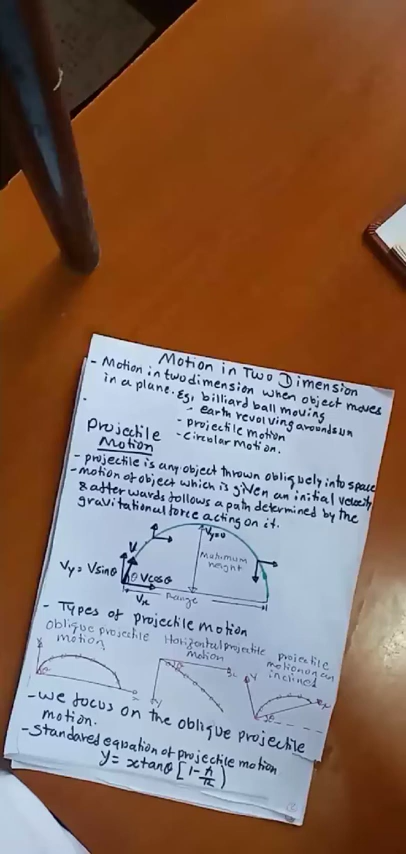 Motion in Two Dimension
- Motion in two dimension when object moves
in a plane. Eg, billiard ball moving
- earth revolving around sun
- projectile motion
- circular motion.
Projectile
Motion
- projectile is any object thrown obliquely into space
- motion of object which is given an initial velocity
& after wards follows a path determined by the
gravitational force acting on it.
Vy=0
V
Maximum
height
Vy = Vsinθ
θ Vcosθ
Vx
Range
- Types of projectile motion
Oblique projectile
motion
Horizontal projectile
motion
projectile
motion on an
inclined
- we focus on the oblique projectile
motion.
- Standared equation of projectile motion
y = xtanθ [1-